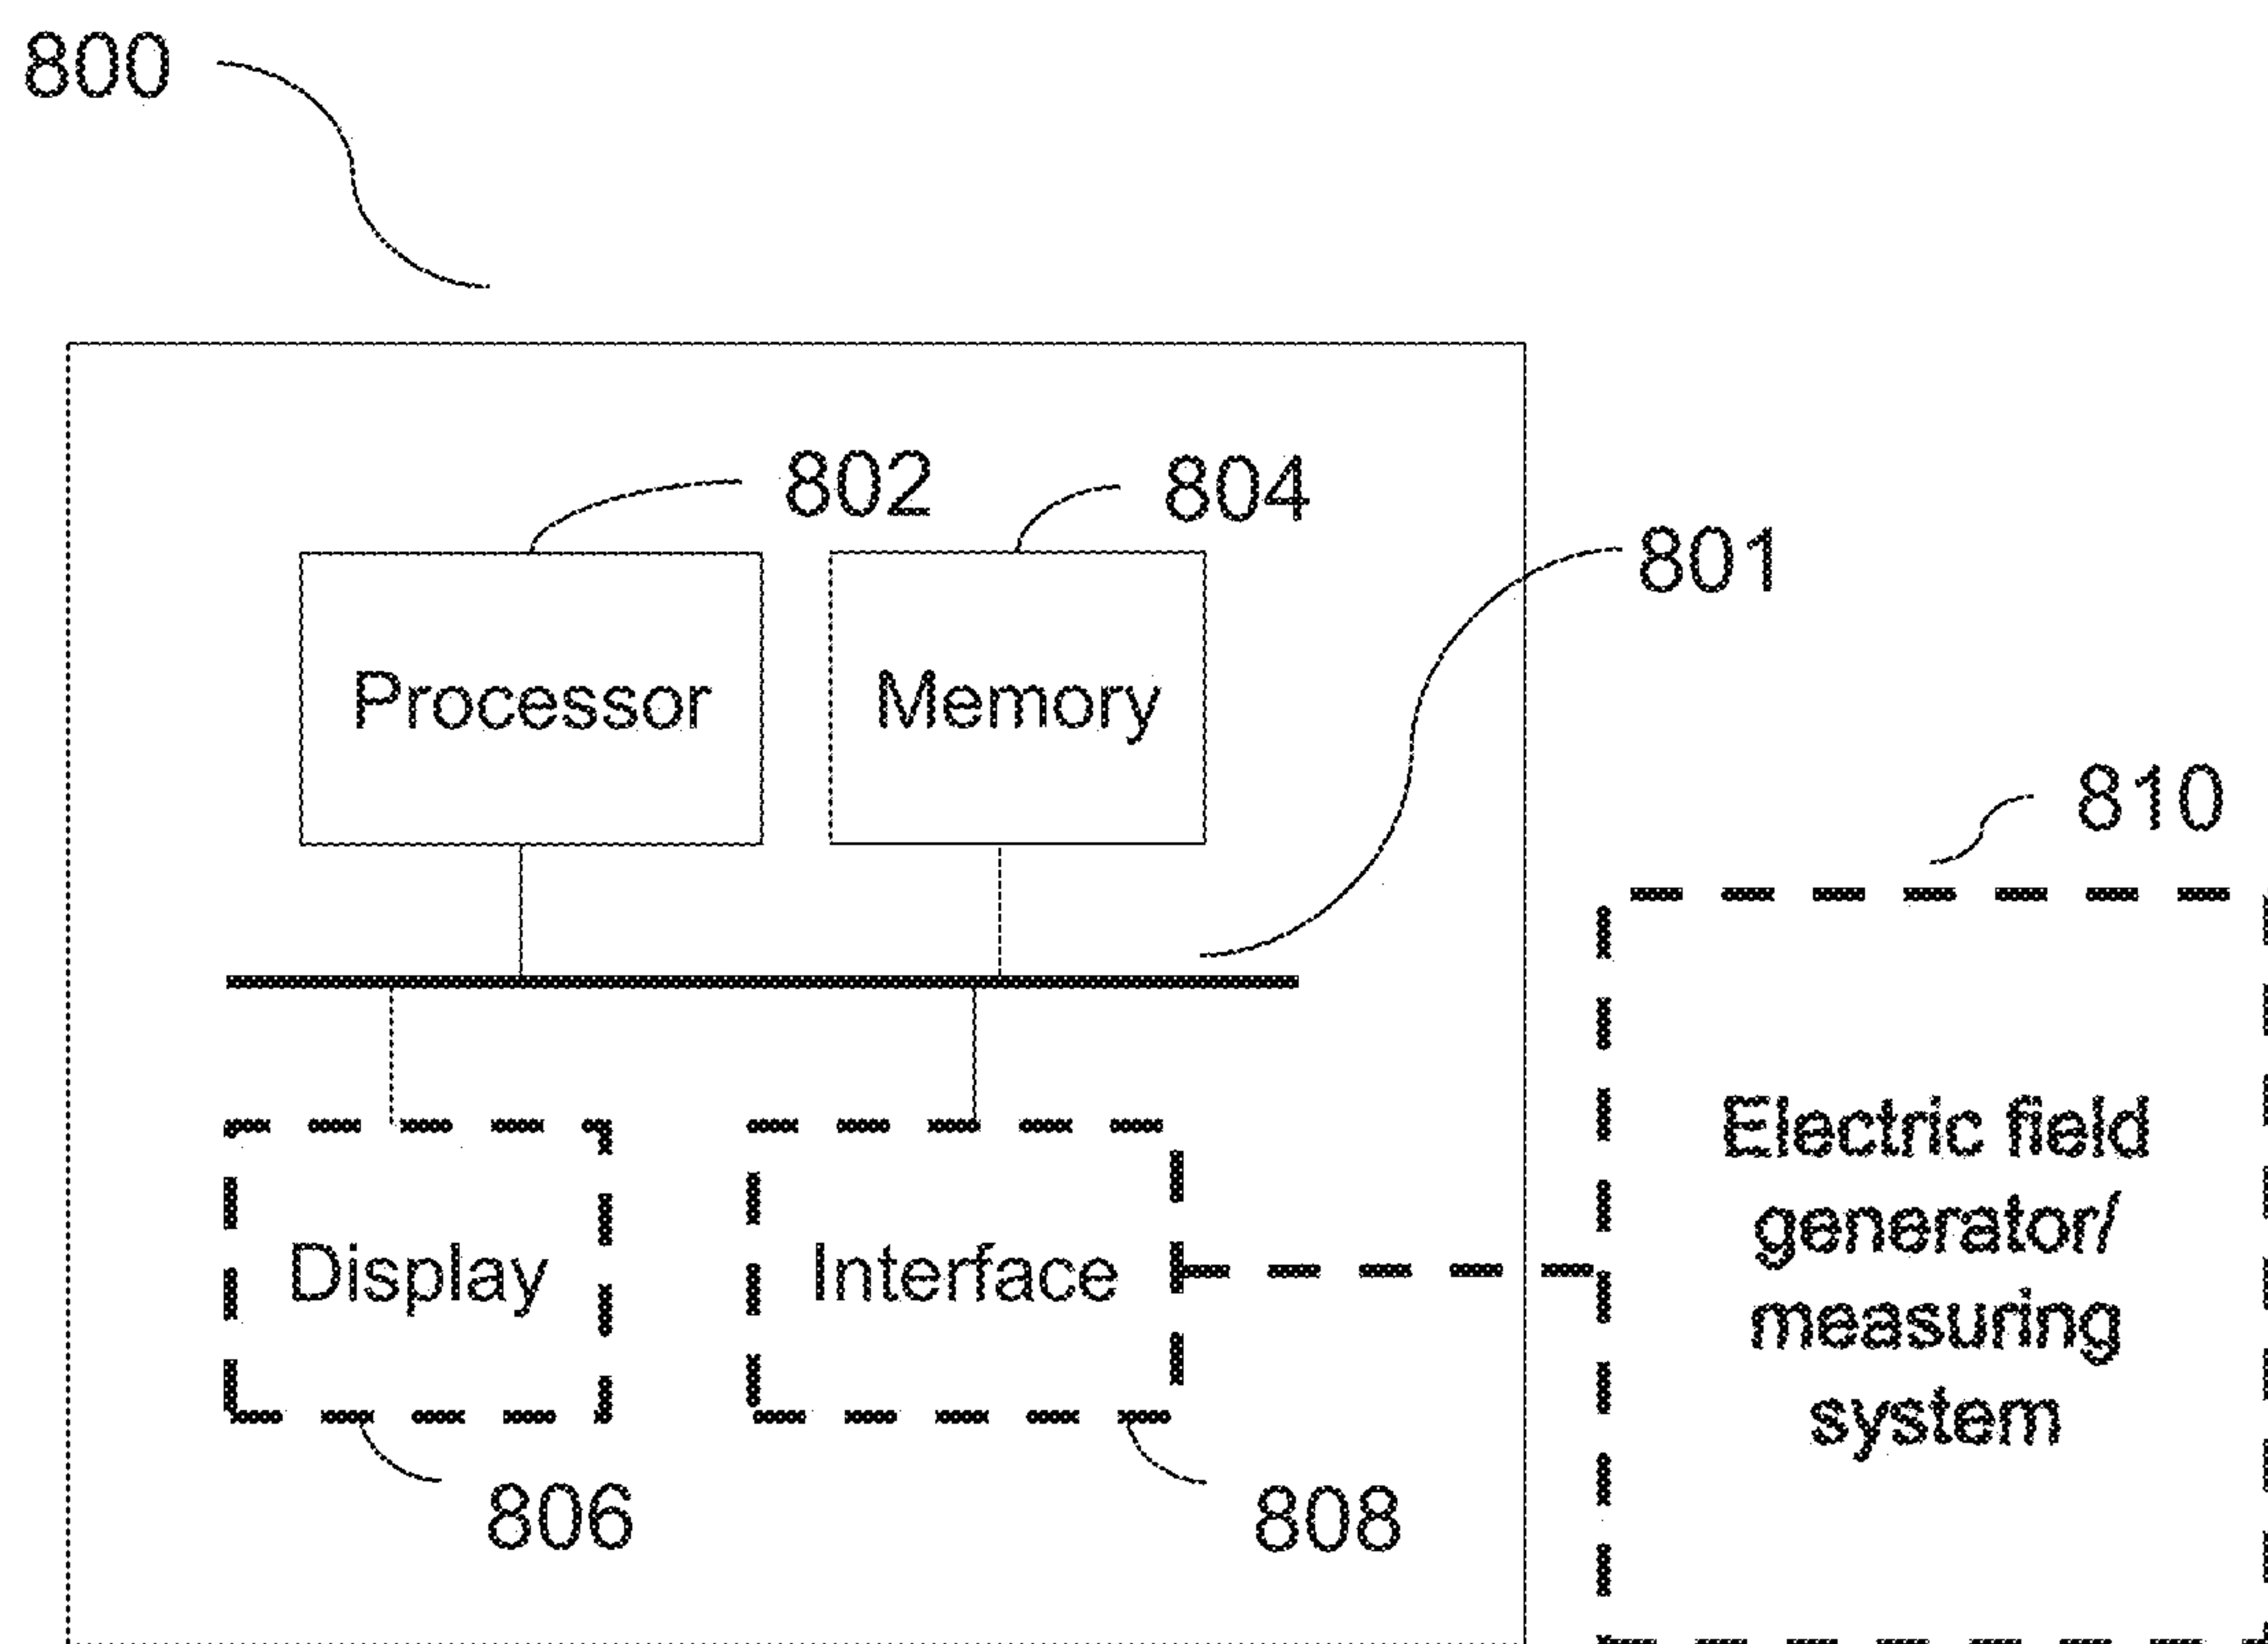 800
802
804
801
Processor
Memory
810
Display
Interface
Electric field
generator/
measuring
system
806
808